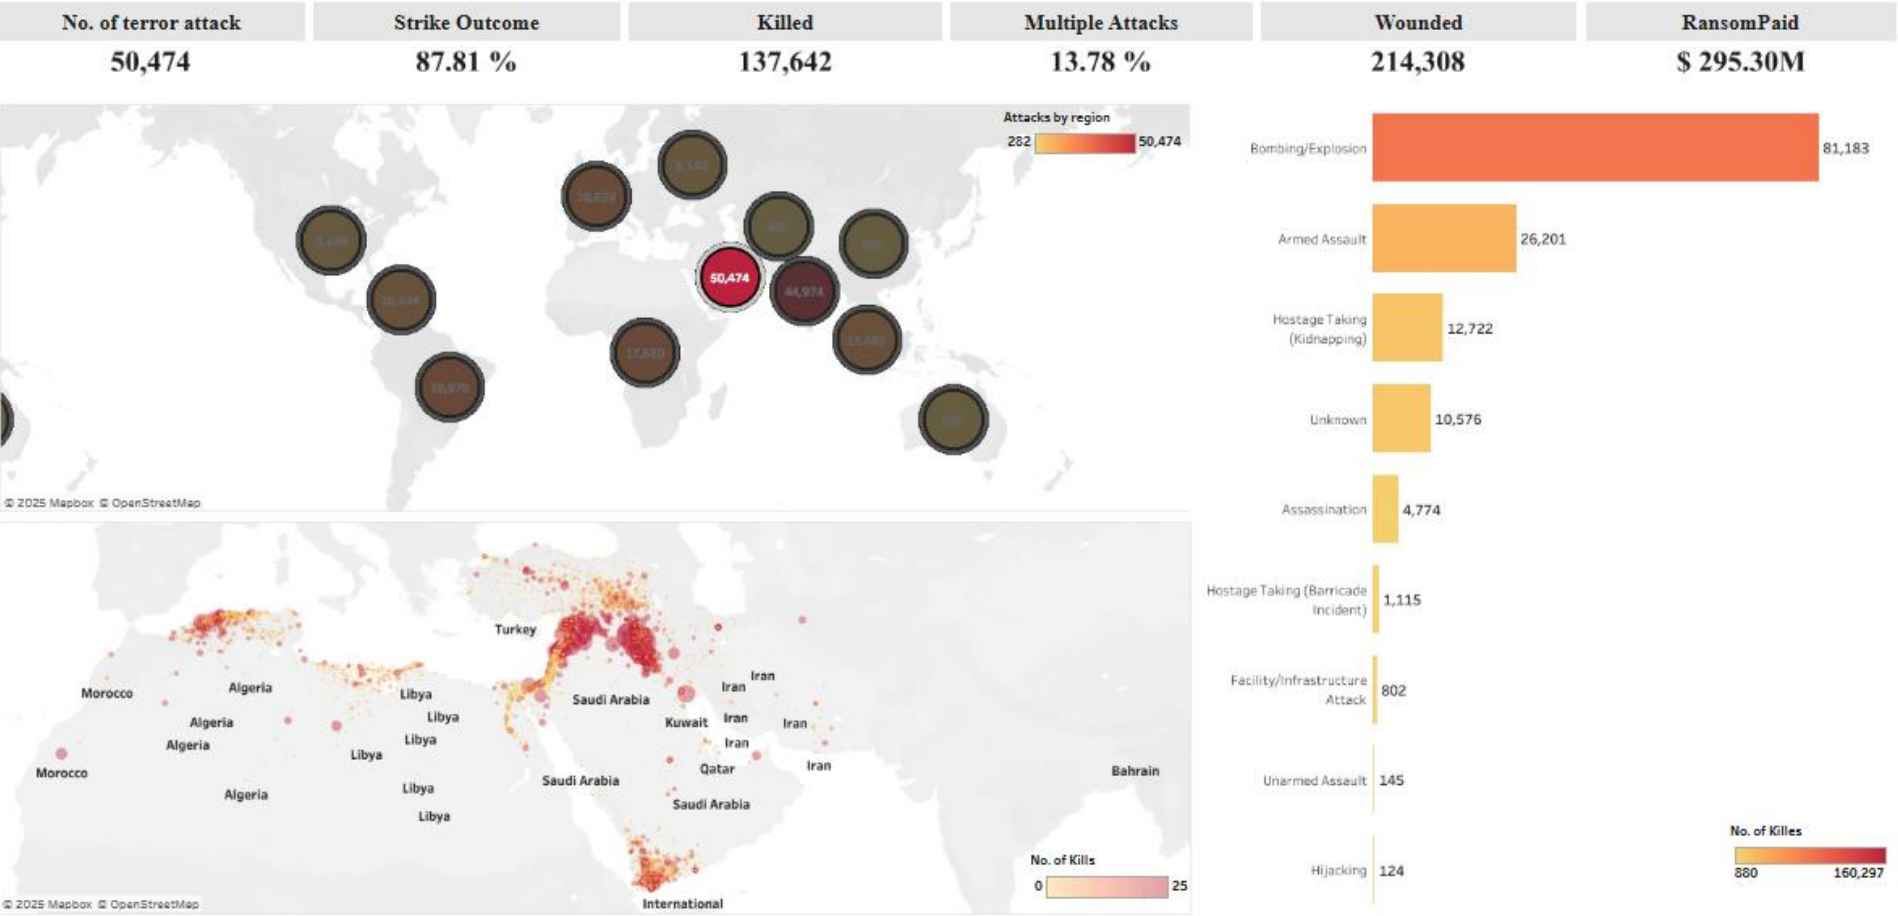 No. of terror attack
Strike Outcome
Killed
Multiple Attacks
Wounded
RansomPaid
50,474
87.81 %
137,642
13.78 %
214,308
$ 295.30M
Attacks by region
282
50,474
50,474
44,974
© 2025 Mapbox © OpenStreetMap
Bombing/Explosion
81,183
Armed Assault
26,201
Hostage Taking
(Kidnapping)
12,722
Unknown
10,576
Assassination
4,774
Hostage Taking (Barricade
Incident)
1,115
Facility/Infrastructure
Attack
802
Unarmed Assault
145
Hijacking
124
No. of Killes
880
160,297
Turkey
Morocco
Algeria
Libya
Saudi Arabia
Iran
Iran
Algeria
Libya
Kuwait
Iran
Iran
Algeria
Libya
Libya
Iran
Qatar
Iran
Morocco
Saudi Arabia
Bahrain
Algeria
Libya
Saudi Arabia
Libya
No. of Kills
0
25
International
© 2025 Mapbox © OpenStreetMap